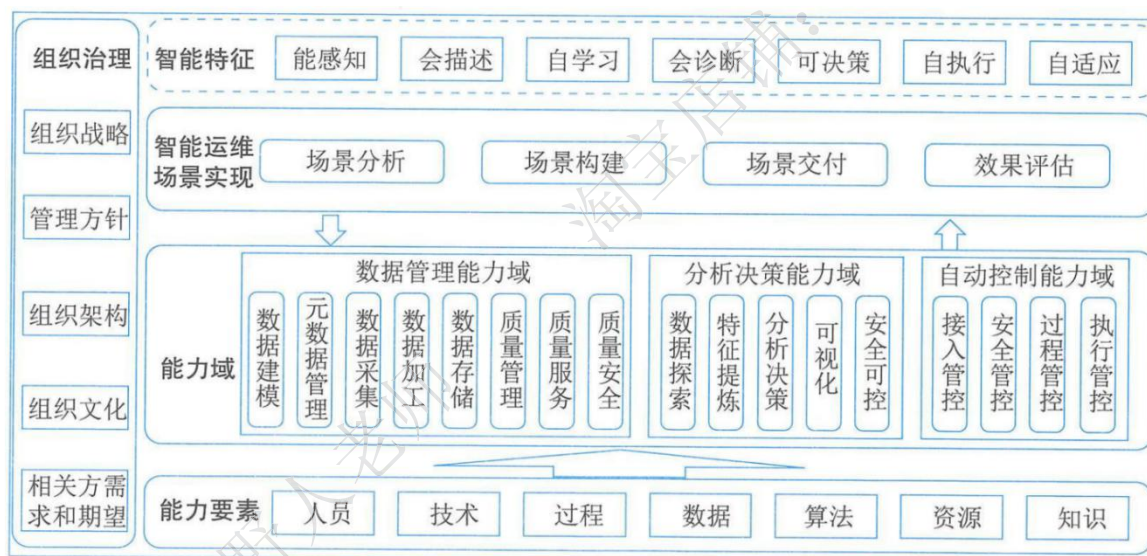 组织治理
组织战略
管理方针
组织架构
组织文化
相关方需
求和期望
智能特征
能感知
会描述
自学习
会诊断
可决策
自执行
自适应
智能运维
场景实现
场景分析
场景构建
场景交付
效果评估
能力域
数据管理能力域
数据建模
元数据管理
数据采集
数据加工
数据存储
质量管理
质量服务
质量安全
分析决策能力域
数据探索
特征提炼
分析决策
可视化
安全可控
自动控制能力域
接入管控
安全管控
过程管控
执行管控
能力要素
人员
技术
过程
数据
算法
资源
知识
野人老师
淘宝店铺: